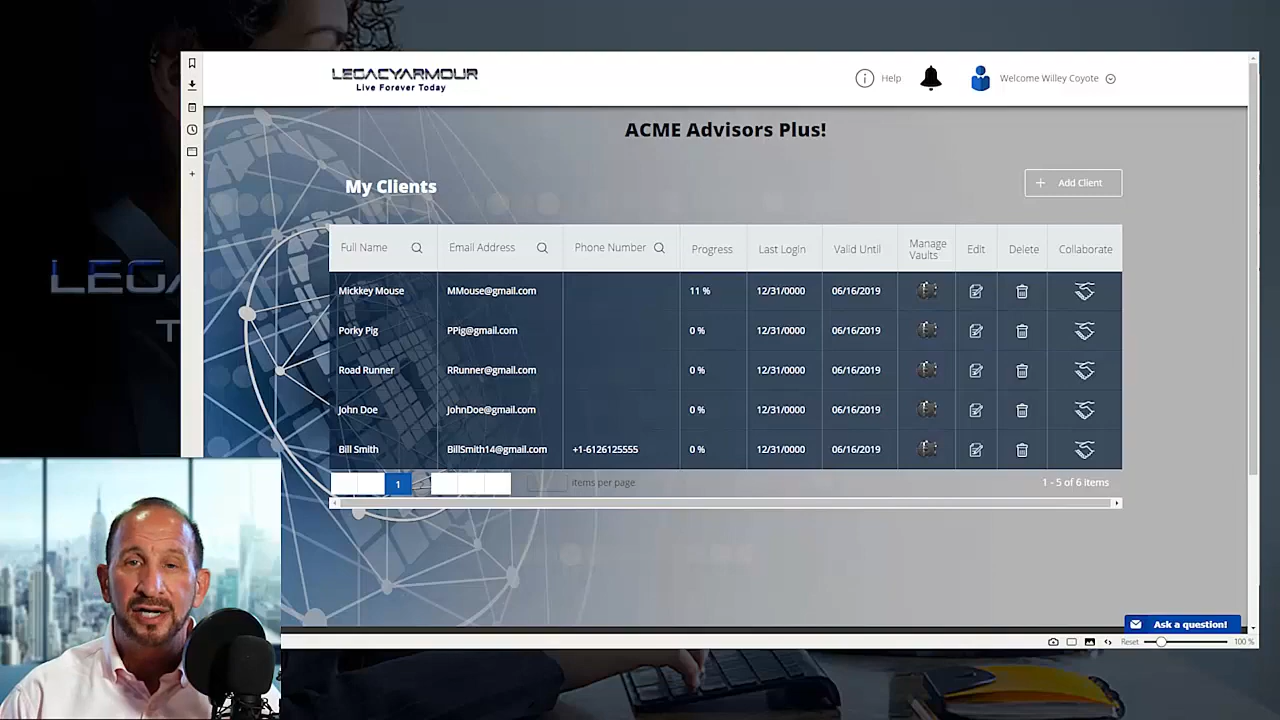 LEGACYARMOUR
Live Forever Today
Help
Welcome Willey Coyote
ACME Advisors Plus!
My Clients
+ Add Client
Full Name Email Address Phone Number Progress Last Login Valid Until Manage Vaults Edit Delete Collaborate
Mickkey Mouse MMouse@gmail.com 11 % 12/31/0000 06/16/2019
Porky Pig PPig@gmail.com 0 % 12/31/0000 06/16/2019
Road Runner RRunner@gmail.com 0 % 12/31/0000 06/16/2019
John Doe JohnDoe@gmail.com 0 % 12/31/0000 06/16/2019
Bill Smith BillSmith14@gmail.com +1-6126125555 0 % 12/31/0000 06/16/2019
1 items per page 1 - 5 of 6 items
Ask a question!
Reset 100 %
LEG
T